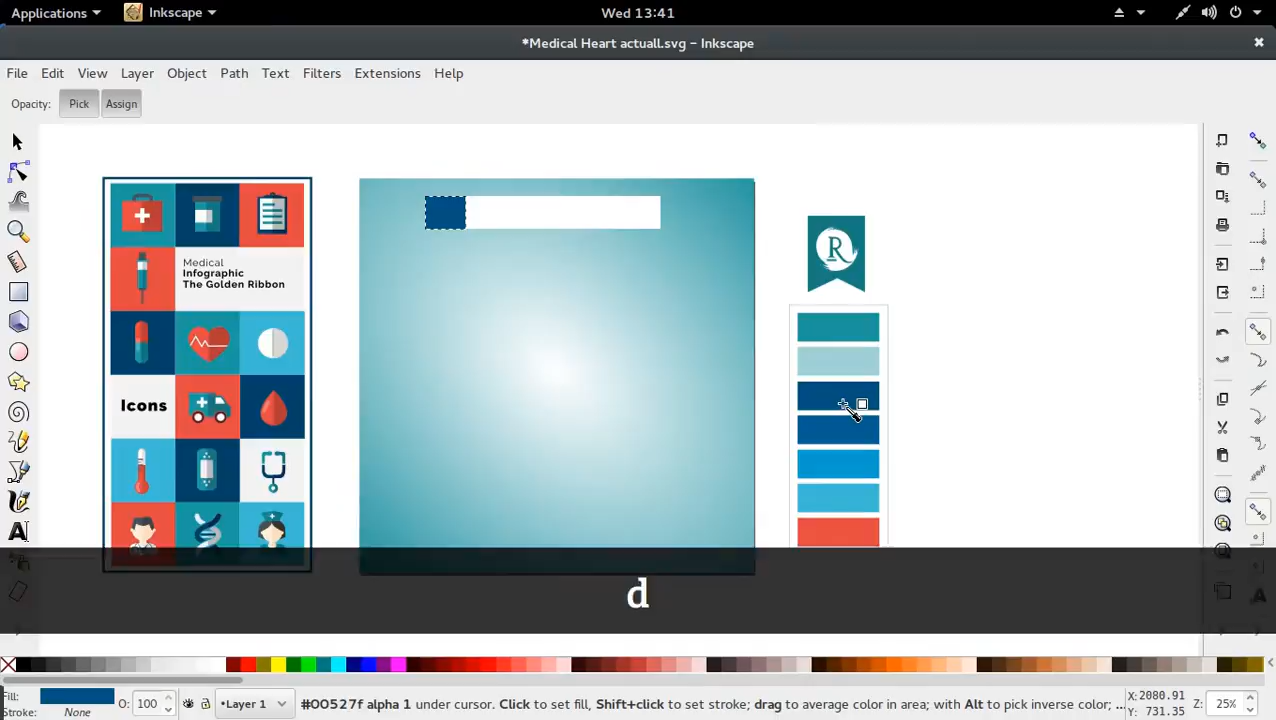 Applications
Inkscape
Wed 13:41
*Medical Heart actuall.svg – Inkscape
File Edit View Layer Object Path Text Filters Extensions Help
Opacity: Pick Assign
Medical
Infographic
The Golden Ribbon
R
Icons
d
Fill:
Stroke: None
O: 100
•Layer 1
#00527f alpha 1 under cursor. Click to set fill, Shift+click to set stroke; drag to average color in area; with Alt to pick inverse color; ...
X: 2080.91
Y: 731.35
Z: 25%